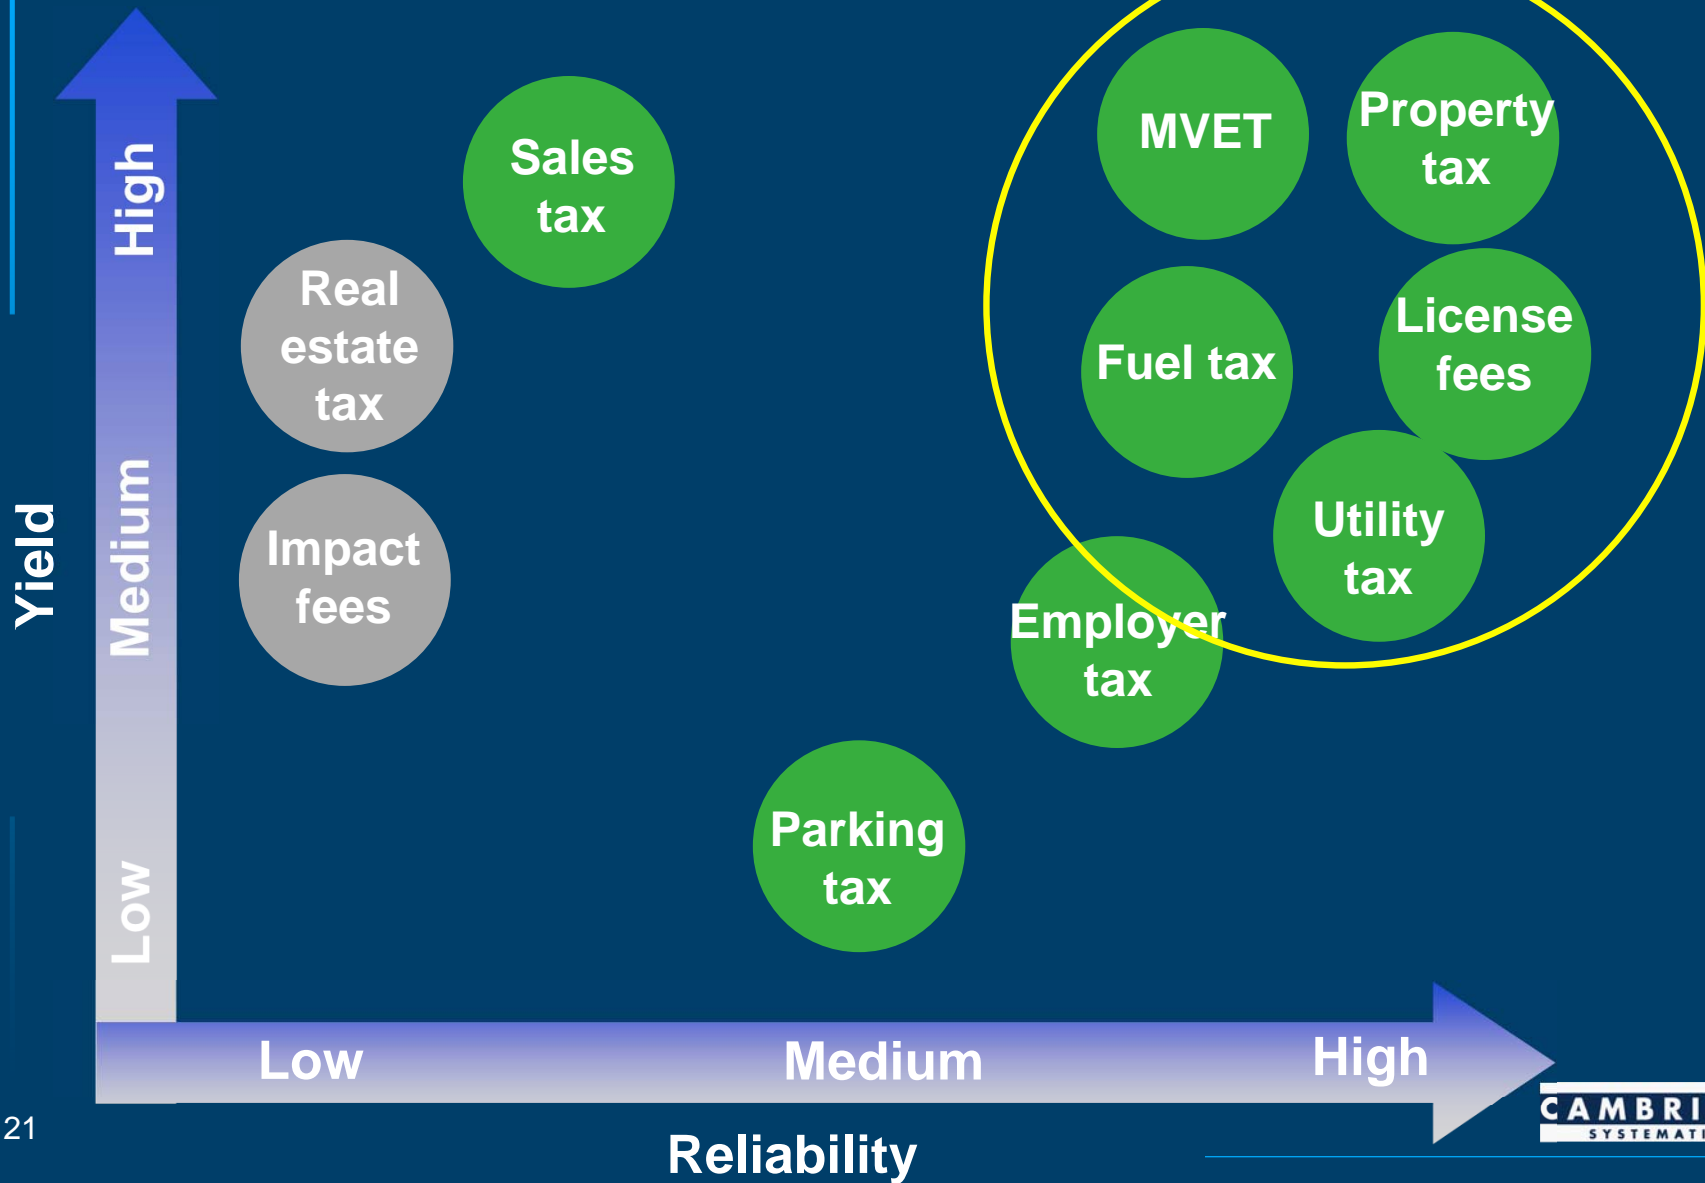 Yield
High
Medium
Low
Sales
tax
Real
estate
tax
Impact
fees
MVET
Property
tax
Fuel tax
License
fees
Utility
tax
Employer
tax
Parking
tax
Low
Medium
High
Reliability
21
CAMBRI
SYSTEMATI